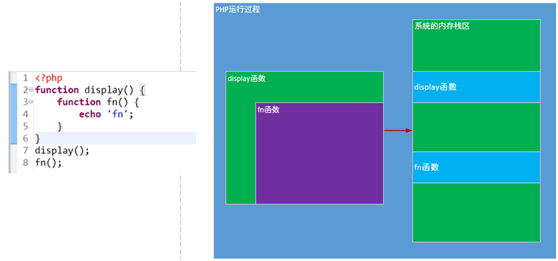 1 <?php
2 function display() {
3 function fn() {
4 echo 'fn';
5 }
6 }
7 display();
8 fn();
PHP运行过程
display函数
fn函数
系统的内存栈区
display函数
fn函数